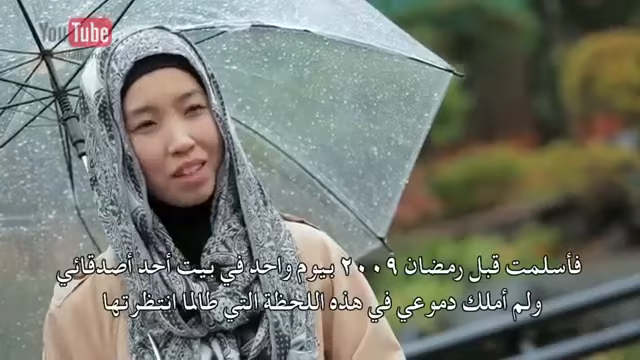 YouTube
فأسلمت قبل رمضان ٢٠٠٩ بيوم واحد في بيت أحد أصدقائي
ولم أملك دموعي في هذه اللحظة التي طالما انتظرتها